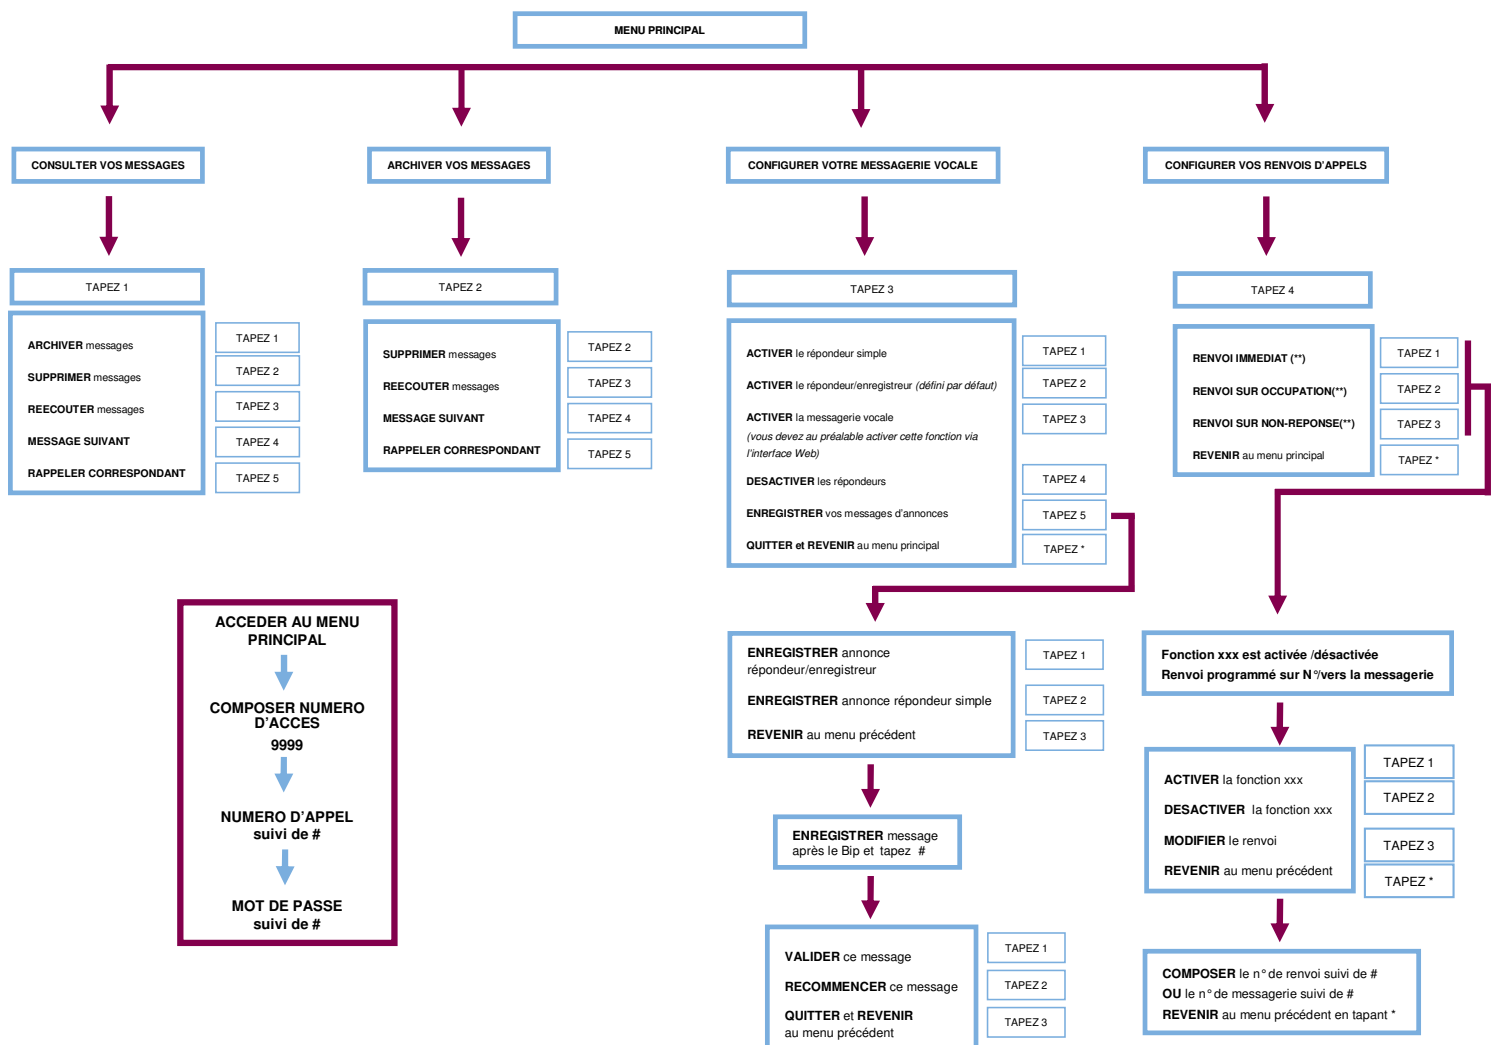 MENU PRINCIPAL
CONSULTER VOS MESSAGES
ARCHIVER VOS MESSAGES
CONFIGURER VOTRE MESSAGERIE VOCALE
CONFIGURER VOS RENVOIS D'APPELS
TAPEZ 1
ARCHIVER messages
TAPEZ 1
SUPPRIMER messages
TAPEZ 2
REECOUTER messages
TAPEZ 3
MESSAGE SUIVANT
TAPEZ 4
RAPPELER CORRESPONDANT
TAPEZ 5
TAPEZ 2
SUPPRIMER messages
TAPEZ 2
REECOUTER messages
TAPEZ 3
MESSAGE SUIVANT
TAPEZ 4
RAPPELER CORRESPONDANT
TAPEZ 5
TAPEZ 3
ACTIVER le répondeur simple
TAPEZ 1
ACTIVER le répondeur/enregistreur (défini par défaut)
TAPEZ 2
ACTIVER la messagerie vocale
TAPEZ 3
(vous devez au préalable activer cette fonction via
l'interface Web)
DESACTIVER les répondeurs
TAPEZ 4
ENREGISTRER vos messages d'annonces
TAPEZ 5
QUITTER et REVENIR au menu principal
TAPEZ *
TAPEZ 4
RENVOI IMMEDIAT (**)
TAPEZ 1
RENVOI SUR OCCUPATION(**)
TAPEZ 2
RENVOI SUR NON-REPONSE(**)
TAPEZ 3
REVENIR au menu principal
TAPEZ *
ACCEDER AU MENU
PRINCIPAL
COMPOSER NUMERO
D'ACCES
9999
NUMERO D'APPEL
suivi de #
MOT DE PASSE
suivi de #
ENREGISTRER annonce
répondeur/enregistreur
TAPEZ 1
ENREGISTRER annonce répondeur simple
TAPEZ 2
REVENIR au menu précédent
TAPEZ 3
ENREGISTRER message
après le Bip et tapez #
VALIDER ce message
TAPEZ 1
RECOMMENCER ce message
TAPEZ 2
QUITTER et REVENIR
au menu précédent
TAPEZ 3
Fonction xxx est activée /désactivée
Renvoi programmé sur N°/vers la messagerie
ACTIVER la fonction xxx
TAPEZ 1
DESACTIVER la fonction xxx
TAPEZ 2
MODIFIER le renvoi
TAPEZ 3
REVENIR au menu précédent
TAPEZ *
COMPOSER le n° de renvoi suivi de #
OU le n° de messagerie suivi de #
REVENIR au menu précédent en tapant *